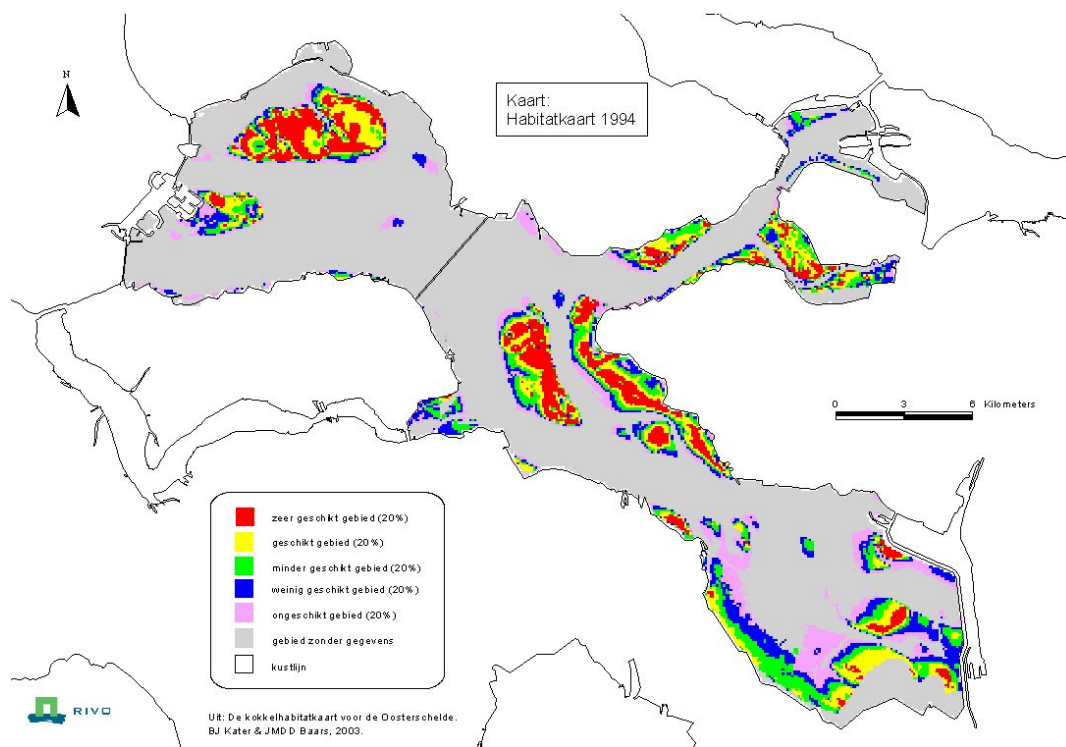 N
Kaart:
Habitatkaart 1994
0 3 6 Kilometers
zeer geschikt gebied (20%)
geschikt gebied (20%)
minder geschikt gebied (20%)
weinig geschikt gebied (20%)
ongeschikt gebied (20%)
gebied zonder gegevens
kustlijn
RIVO
Uit: De kokkelhabitatkaart voor de Oosterschelde.
BJ Kater & JMDD Baars, 2003.